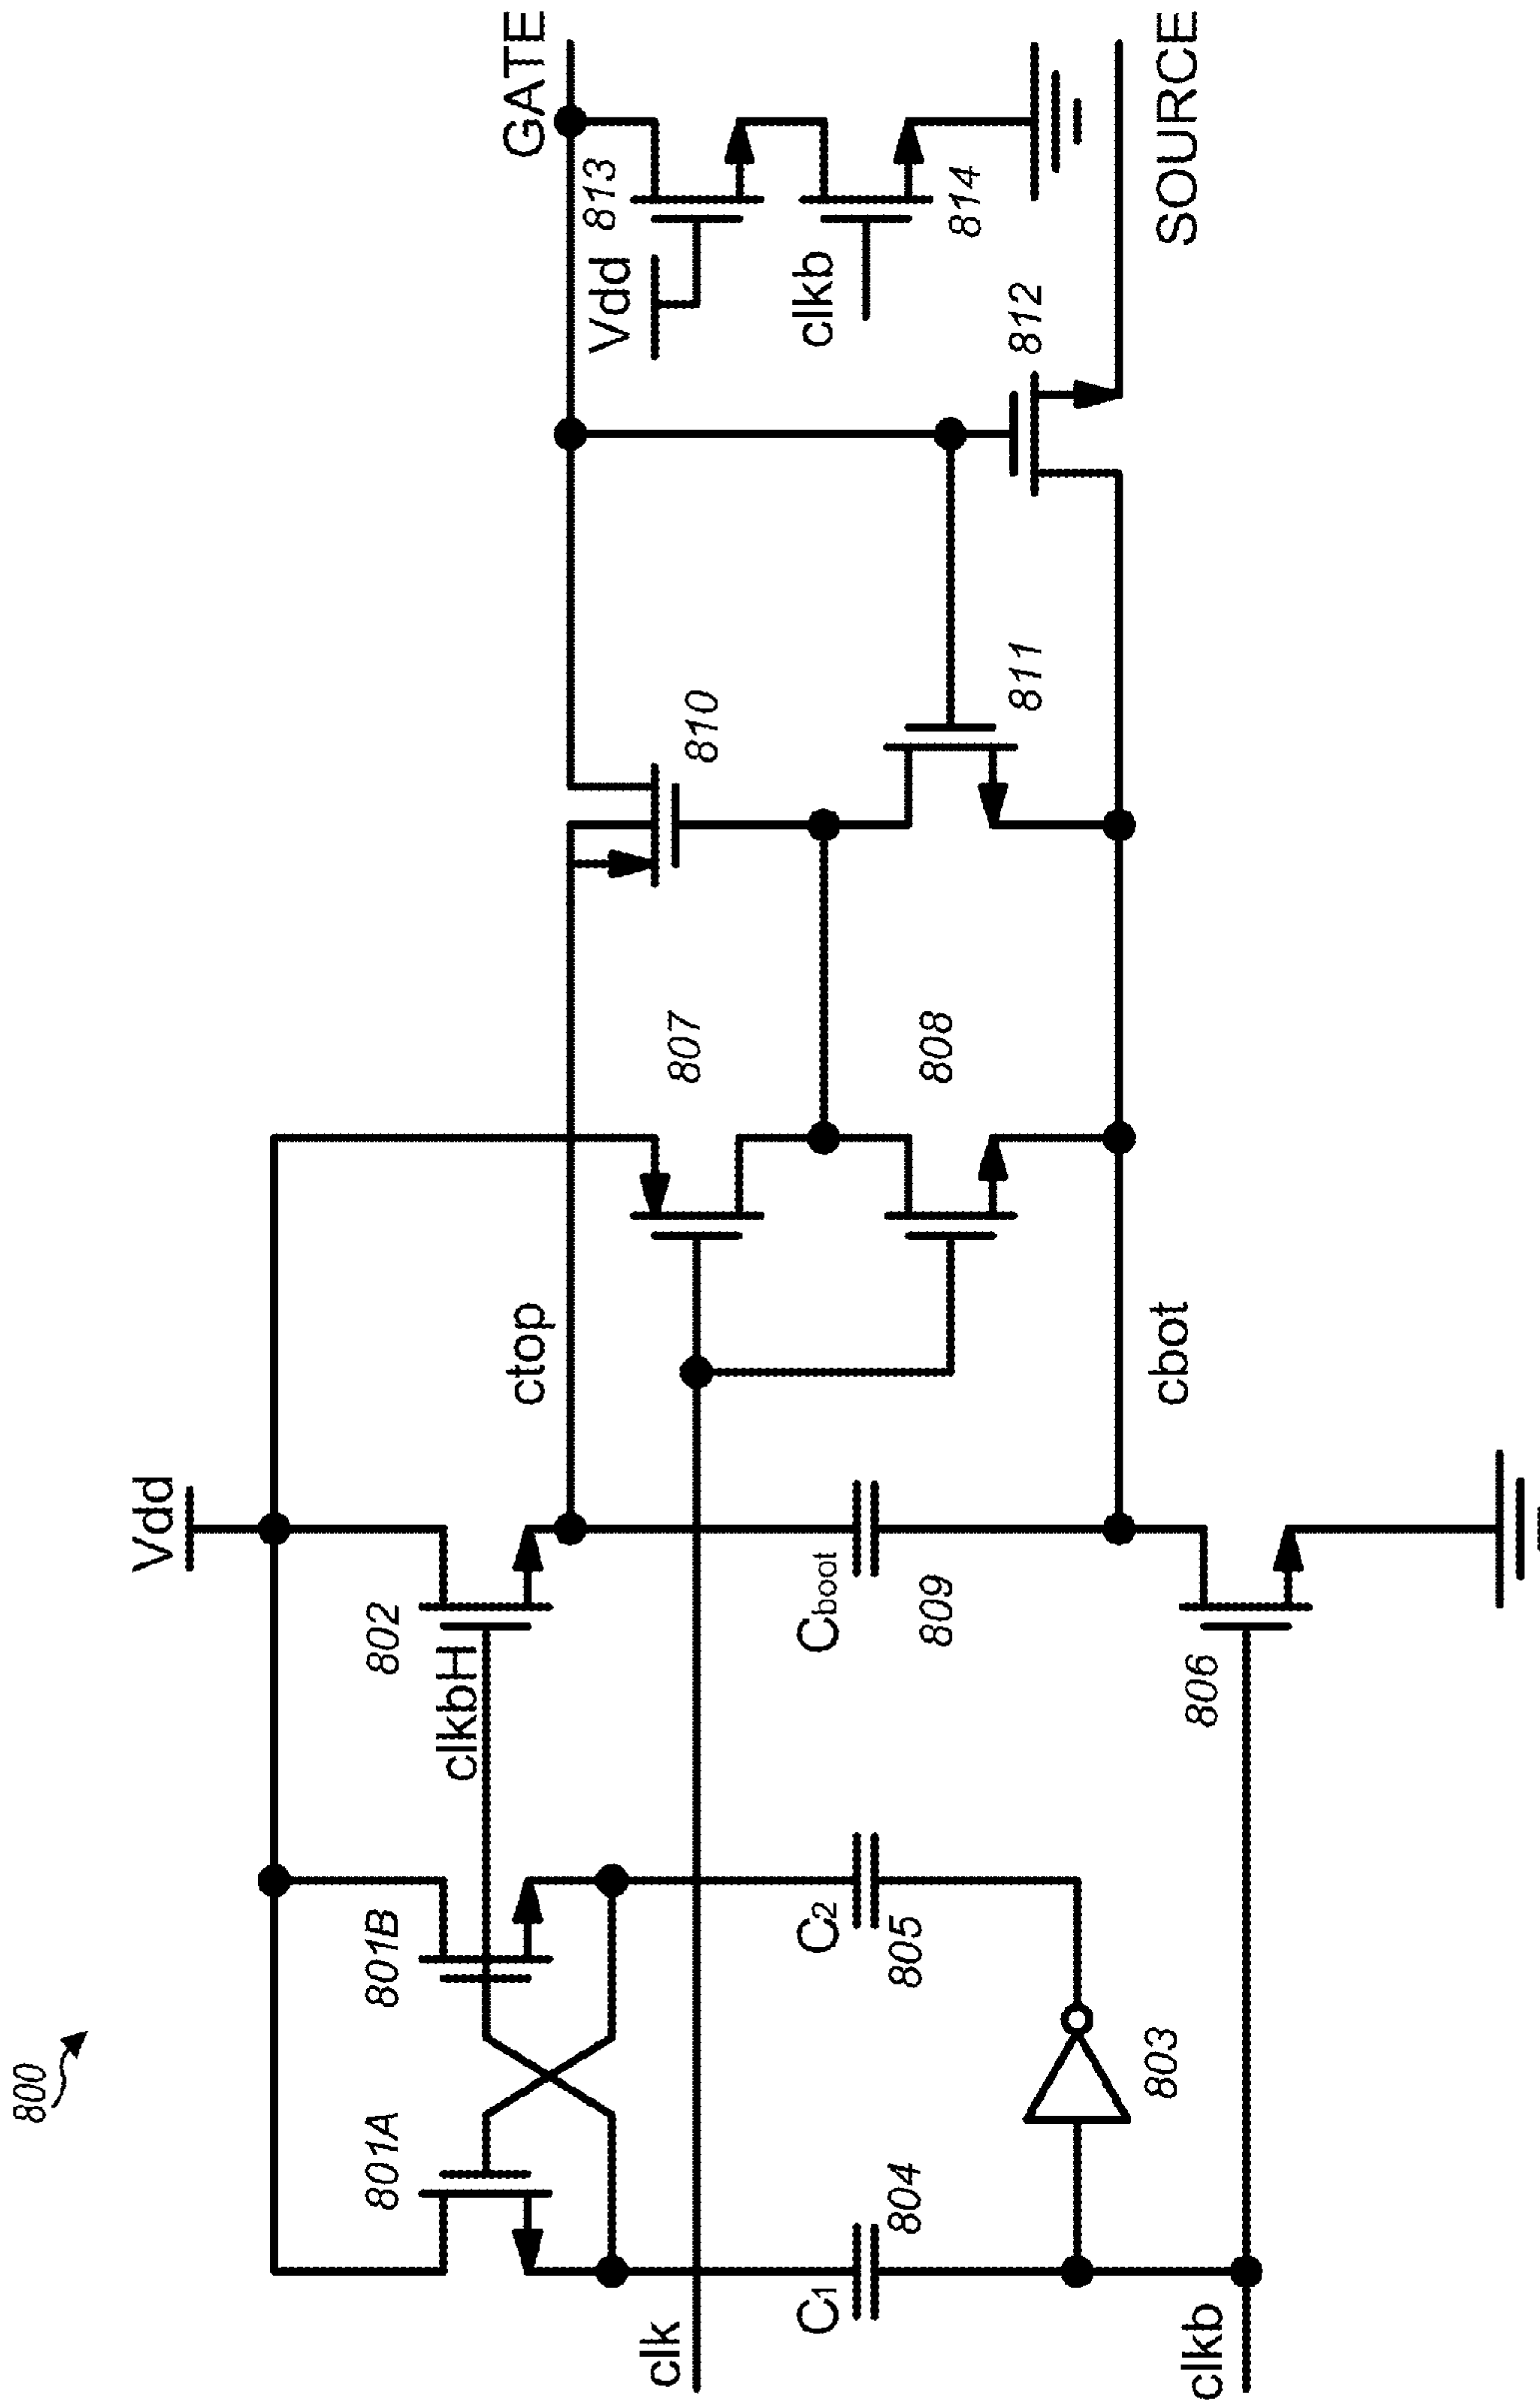 800
Vdd
GATE
801A
801B
802
clkbH
ctop
807
810
813
Vdd
clk
C1
804
C2
805
Cboot
809
808
811
clkb
814
812
803
806
cbot
clkb
SOURCE